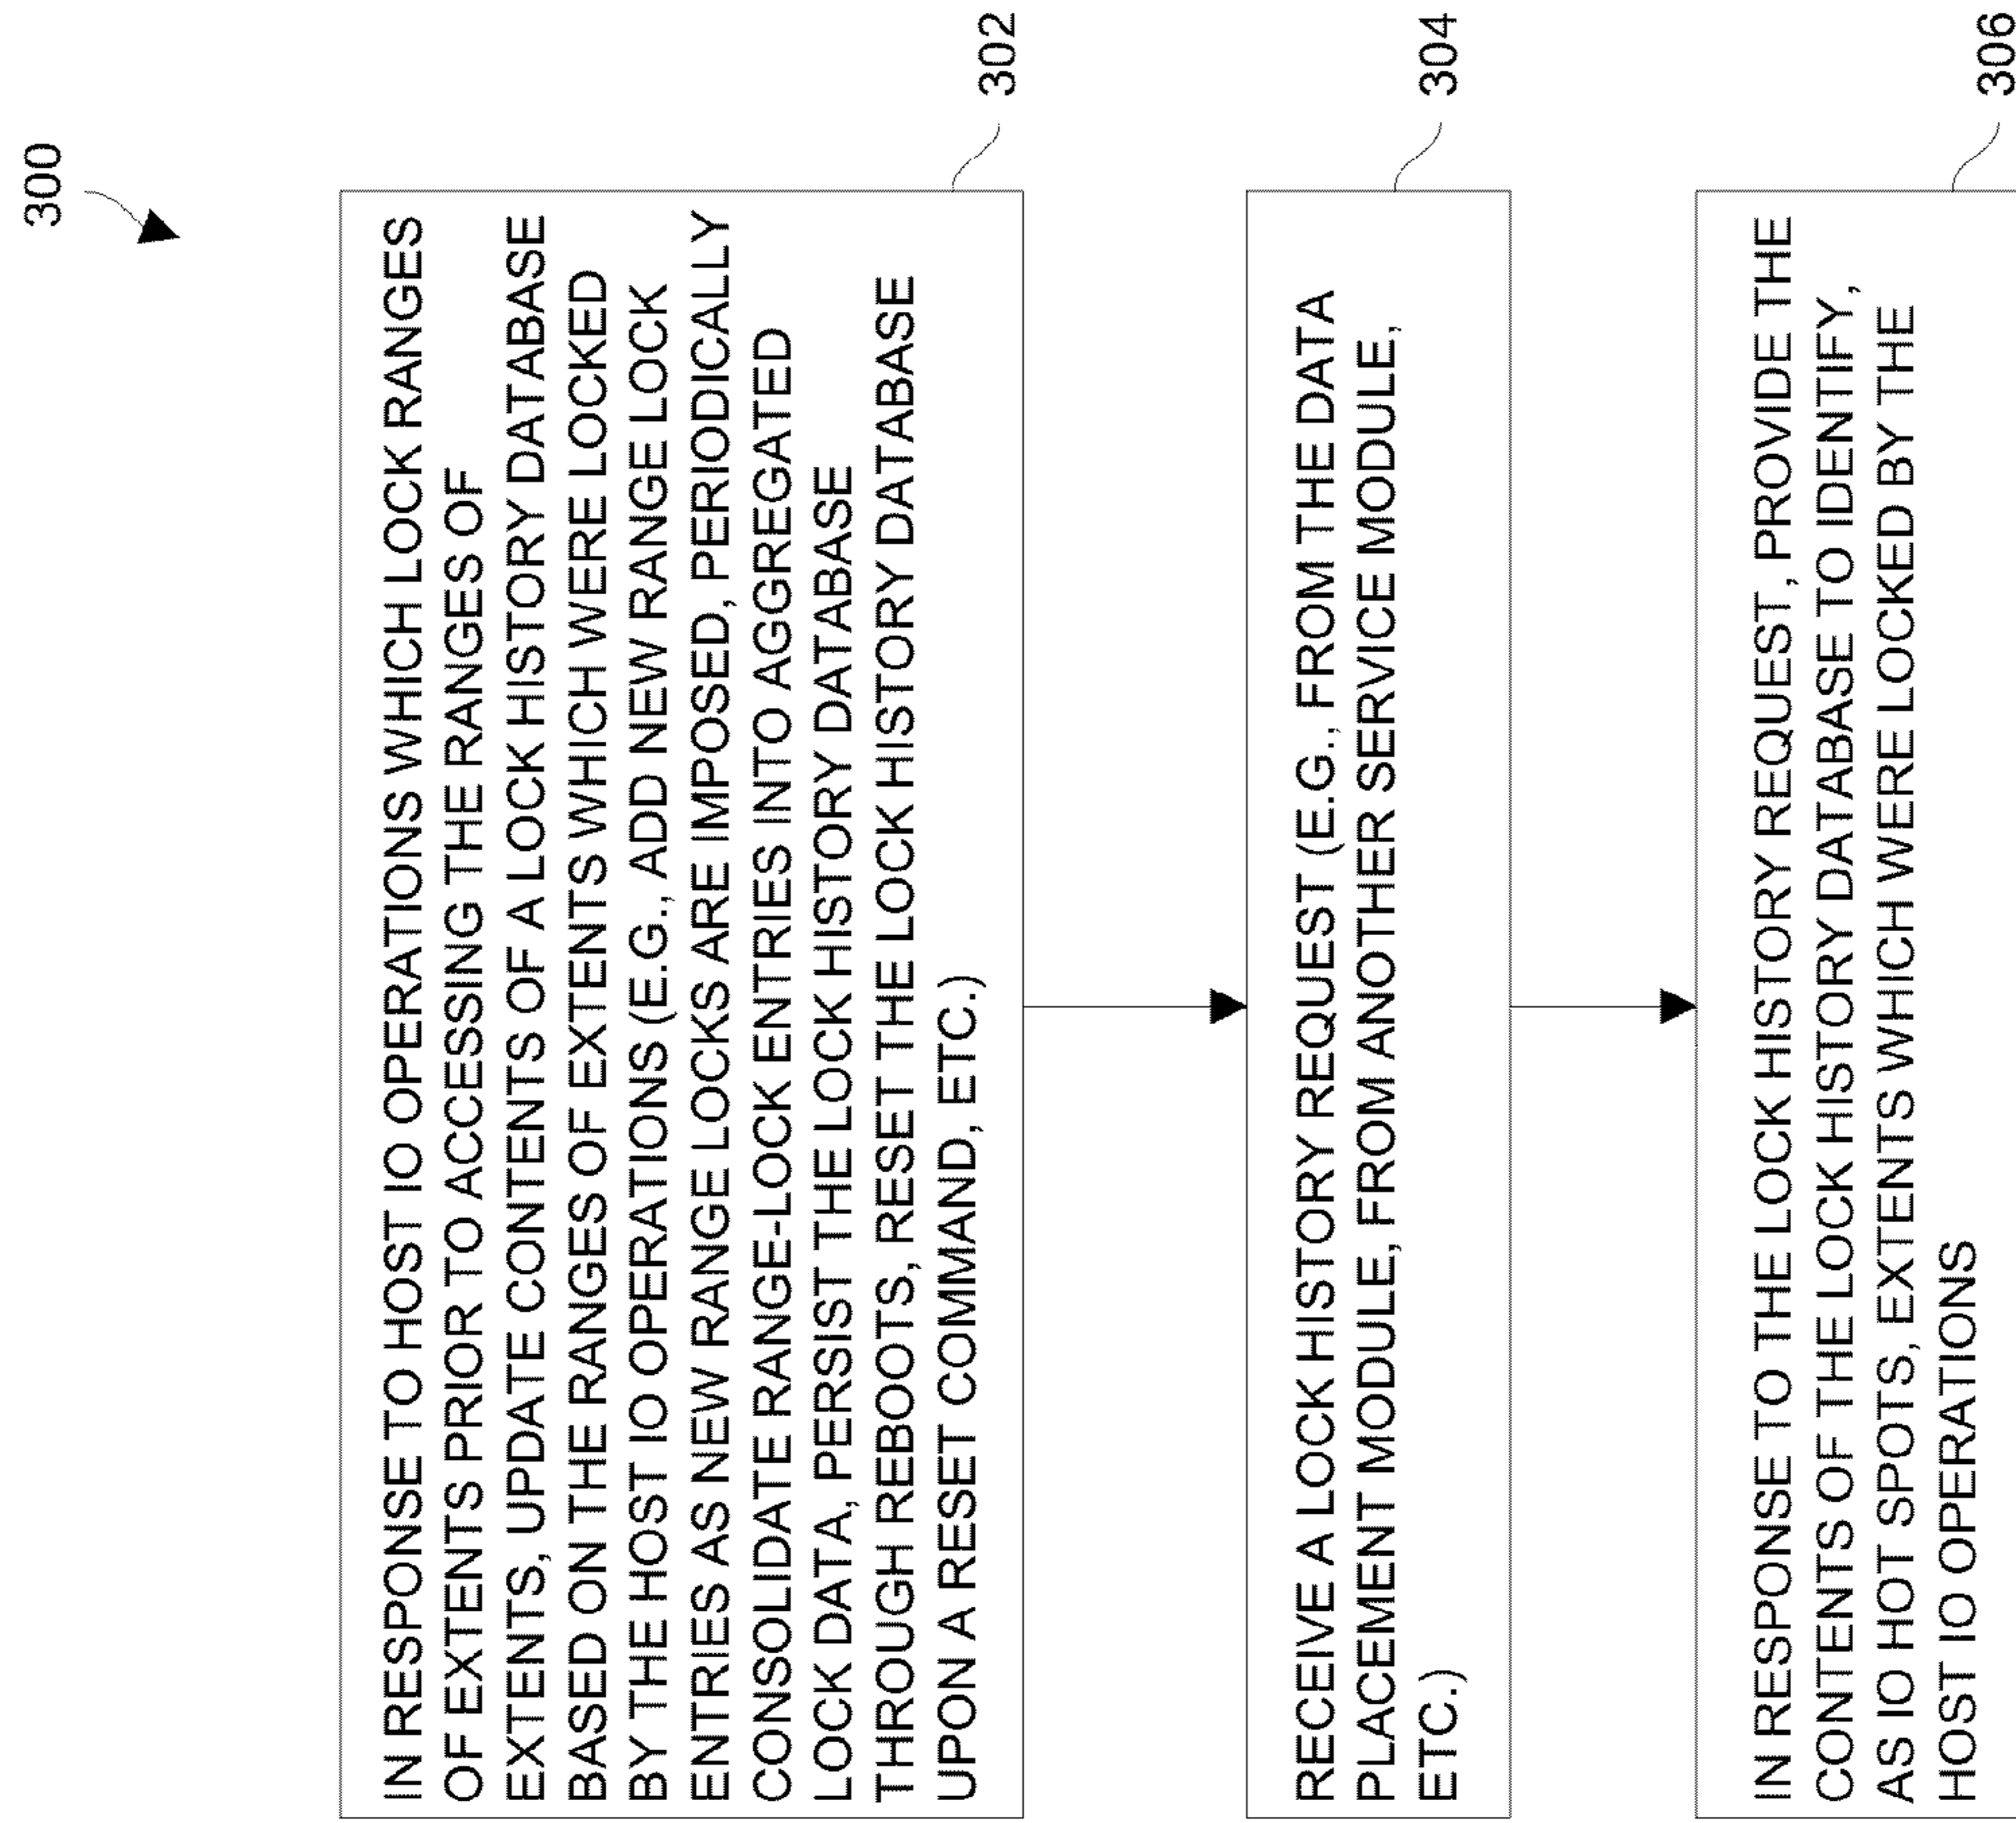 300
IN RESPONSE TO HOST IO OPERATIONS WHICH LOCK RANGES
OF EXTENTS PRIOR TO ACCESSING THE RANGES OF
EXTENTS, UPDATE CONTENTS OF A LOCK HISTORY DATABASE
BASED ON THE RANGES OF EXTENTS WHICH WERE LOCKED
BY THE HOST IO OPERATIONS (E.G., ADD NEW RANGE LOCK
ENTRIES AS NEW RANGE LOCKS ARE IMPOSED, PERIODICALLY
CONSOLIDATE RANGE-LOCK ENTRIES INTO AGGREGATED
LOCK DATA, PERSIST THE LOCK HISTORY DATABASE
THROUGH REBOOTS, RESET THE LOCK HISTORY DATABASE
UPON A RESET COMMAND, ETC.)
302
RECEIVE A LOCK HISTORY REQUEST (E.G., FROM THE DATA
PLACEMENT MODULE, FROM ANOTHER SERVICE MODULE,
ETC.)
304
IN RESPONSE TO THE LOCK HISTORY REQUEST, PROVIDE THE
CONTENTS OF THE LOCK HISTORY DATABASE TO IDENTIFY,
AS IO HOT SPOTS, EXTENTS WHICH WERE LOCKED BY THE
HOST IO OPERATIONS
306